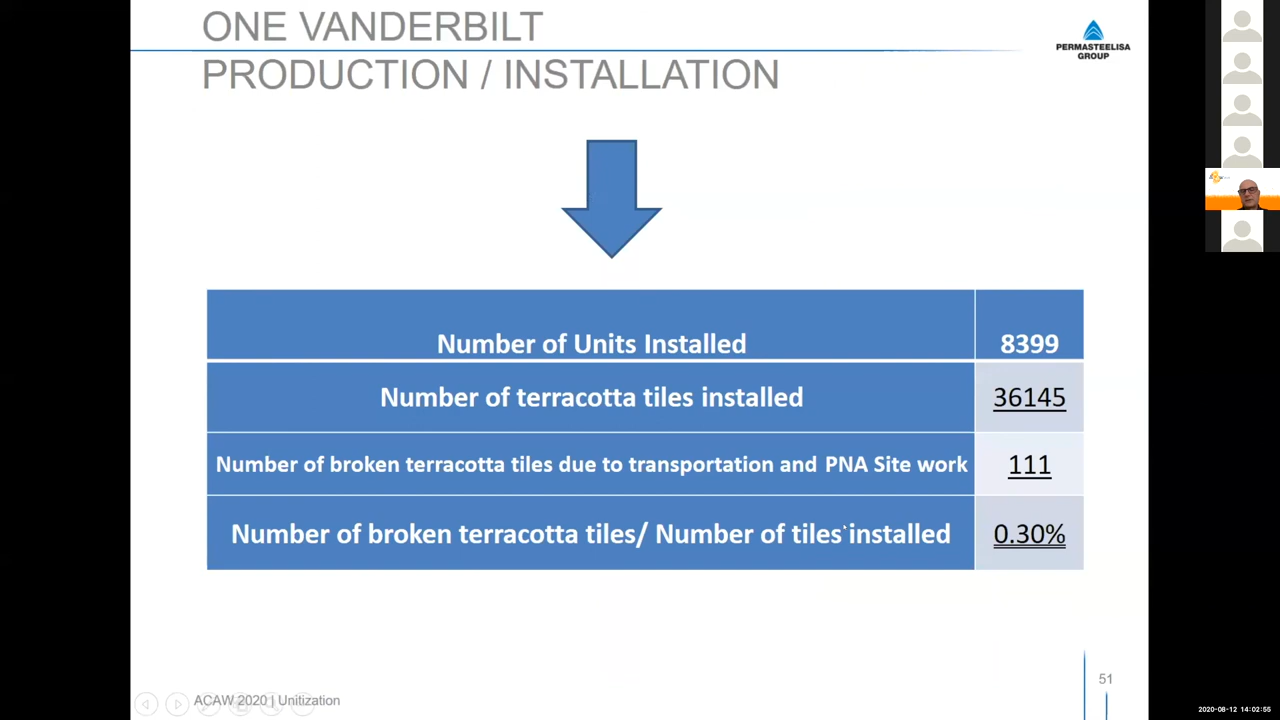 ONE VANDERBILT
PRODUCTION / INSTALLATION
PERMASTEELISA
GROUP
Number of Units Installed 8399
Number of terracotta tiles installed 36145
Number of broken terracotta tiles due to transportation and PNA Site work 111
Number of broken terracotta tiles/ Number of tiles installed 0.30%
ACAW 2020 | Unitization
51
2020-08-12 14:02:55